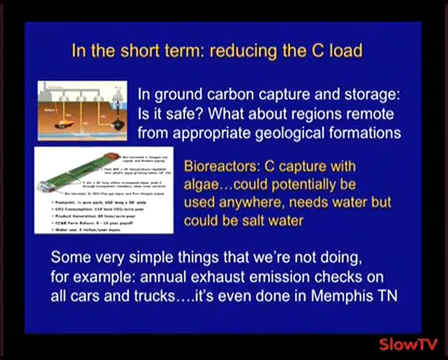 In the short term: reducing the C load
In ground carbon capture and storage:
Is it safe? What about regions remote
from appropriate geological formations
Bioreactors: C capture with
algae…could potentially be
used anywhere, needs water but
could be salt water
Some very simple things that we're not doing,
for example: annual exhaust emission checks on
all cars and trucks….it's even done in Memphis TN
SlowTV